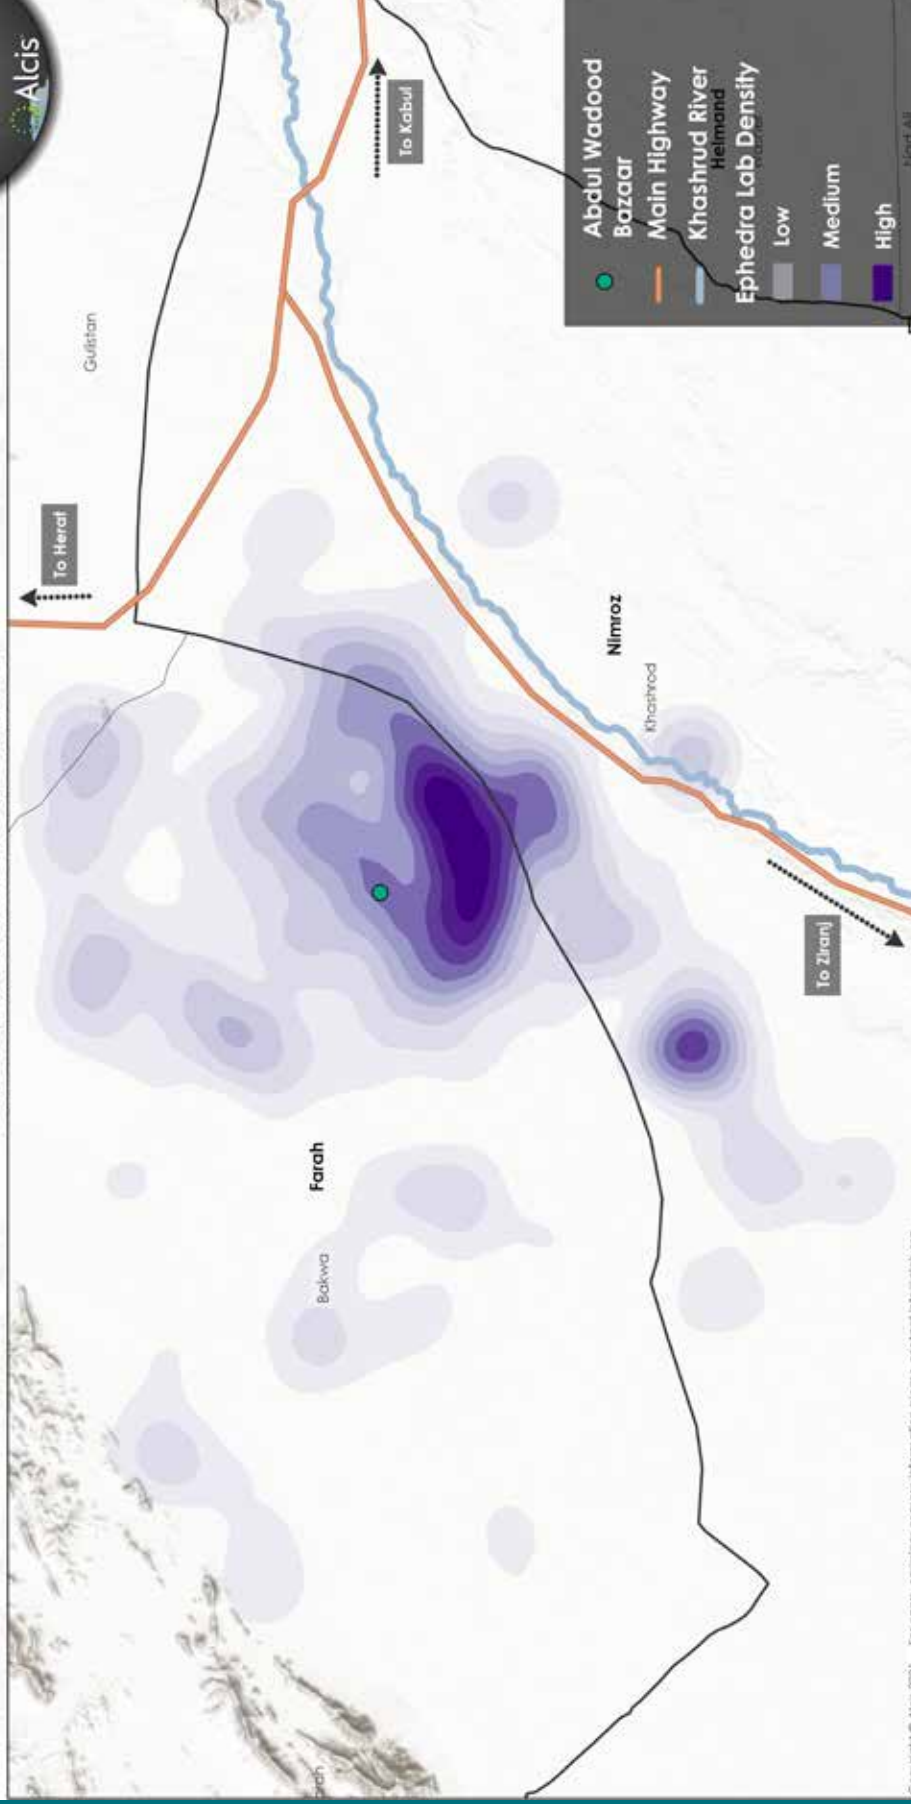 Alcis
To Herat
Gulistan
To Kabul
Farah
Bakwa
Nimroz
Khashrod
To Ziranj
Abdul Wadood
Bazaar
Main Highway
Khashrud River
Helmand
Ephedra Lab Density
Low
Medium
High